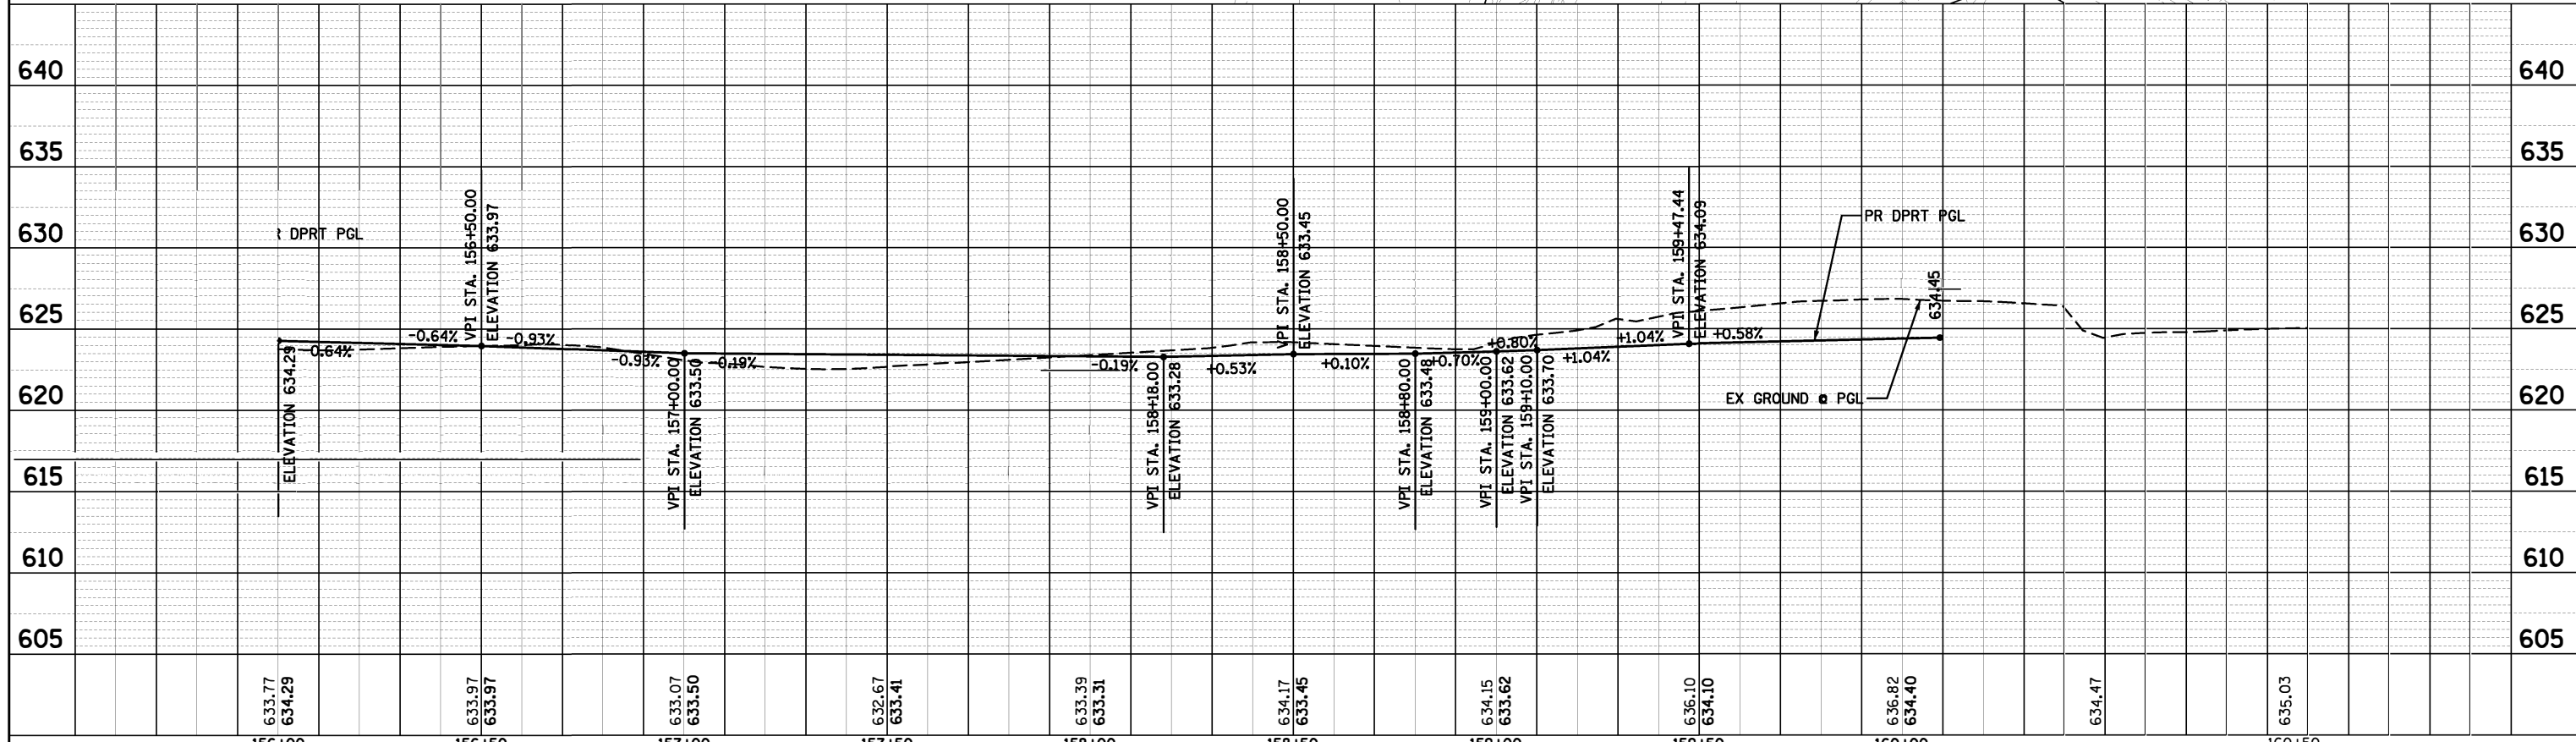 640 640
635 635
630 630
625 625
620 620
615 615
610 610
605 605
DPRT PGL
ELEVATION 634.29
-0.64%
-0.64%
VPI STA. 156+50.00
ELEVATION 633.97
-0.93%
-0.93%
VPI STA. 157+00.00
ELEVATION 633.50
-0.19%
-0.19%
VPI STA. 158+18.00
ELEVATION 633.28
+0.53%
VPI STA. 158+50.00
ELEVATION 633.45
+0.10%
VPI STA. 158+80.00
ELEVATION 633.48
+0.70%
VPI STA. 159+00.00
ELEVATION 633.62
+0.80%
VPI STA. 159+10.00
ELEVATION 633.70
+1.04%
+1.04%
VPI STA. 159+47.44
ELEVATION 634.09
+0.58%
PR DPRT PGL
EX GROUND @ PGL
634.45
633.77
634.29
633.97
633.97
633.07
633.50
632.67
633.41
633.39
633.31
634.17
633.45
634.15
633.62
636.10
634.10
636.82
634.40
634.47
635.03